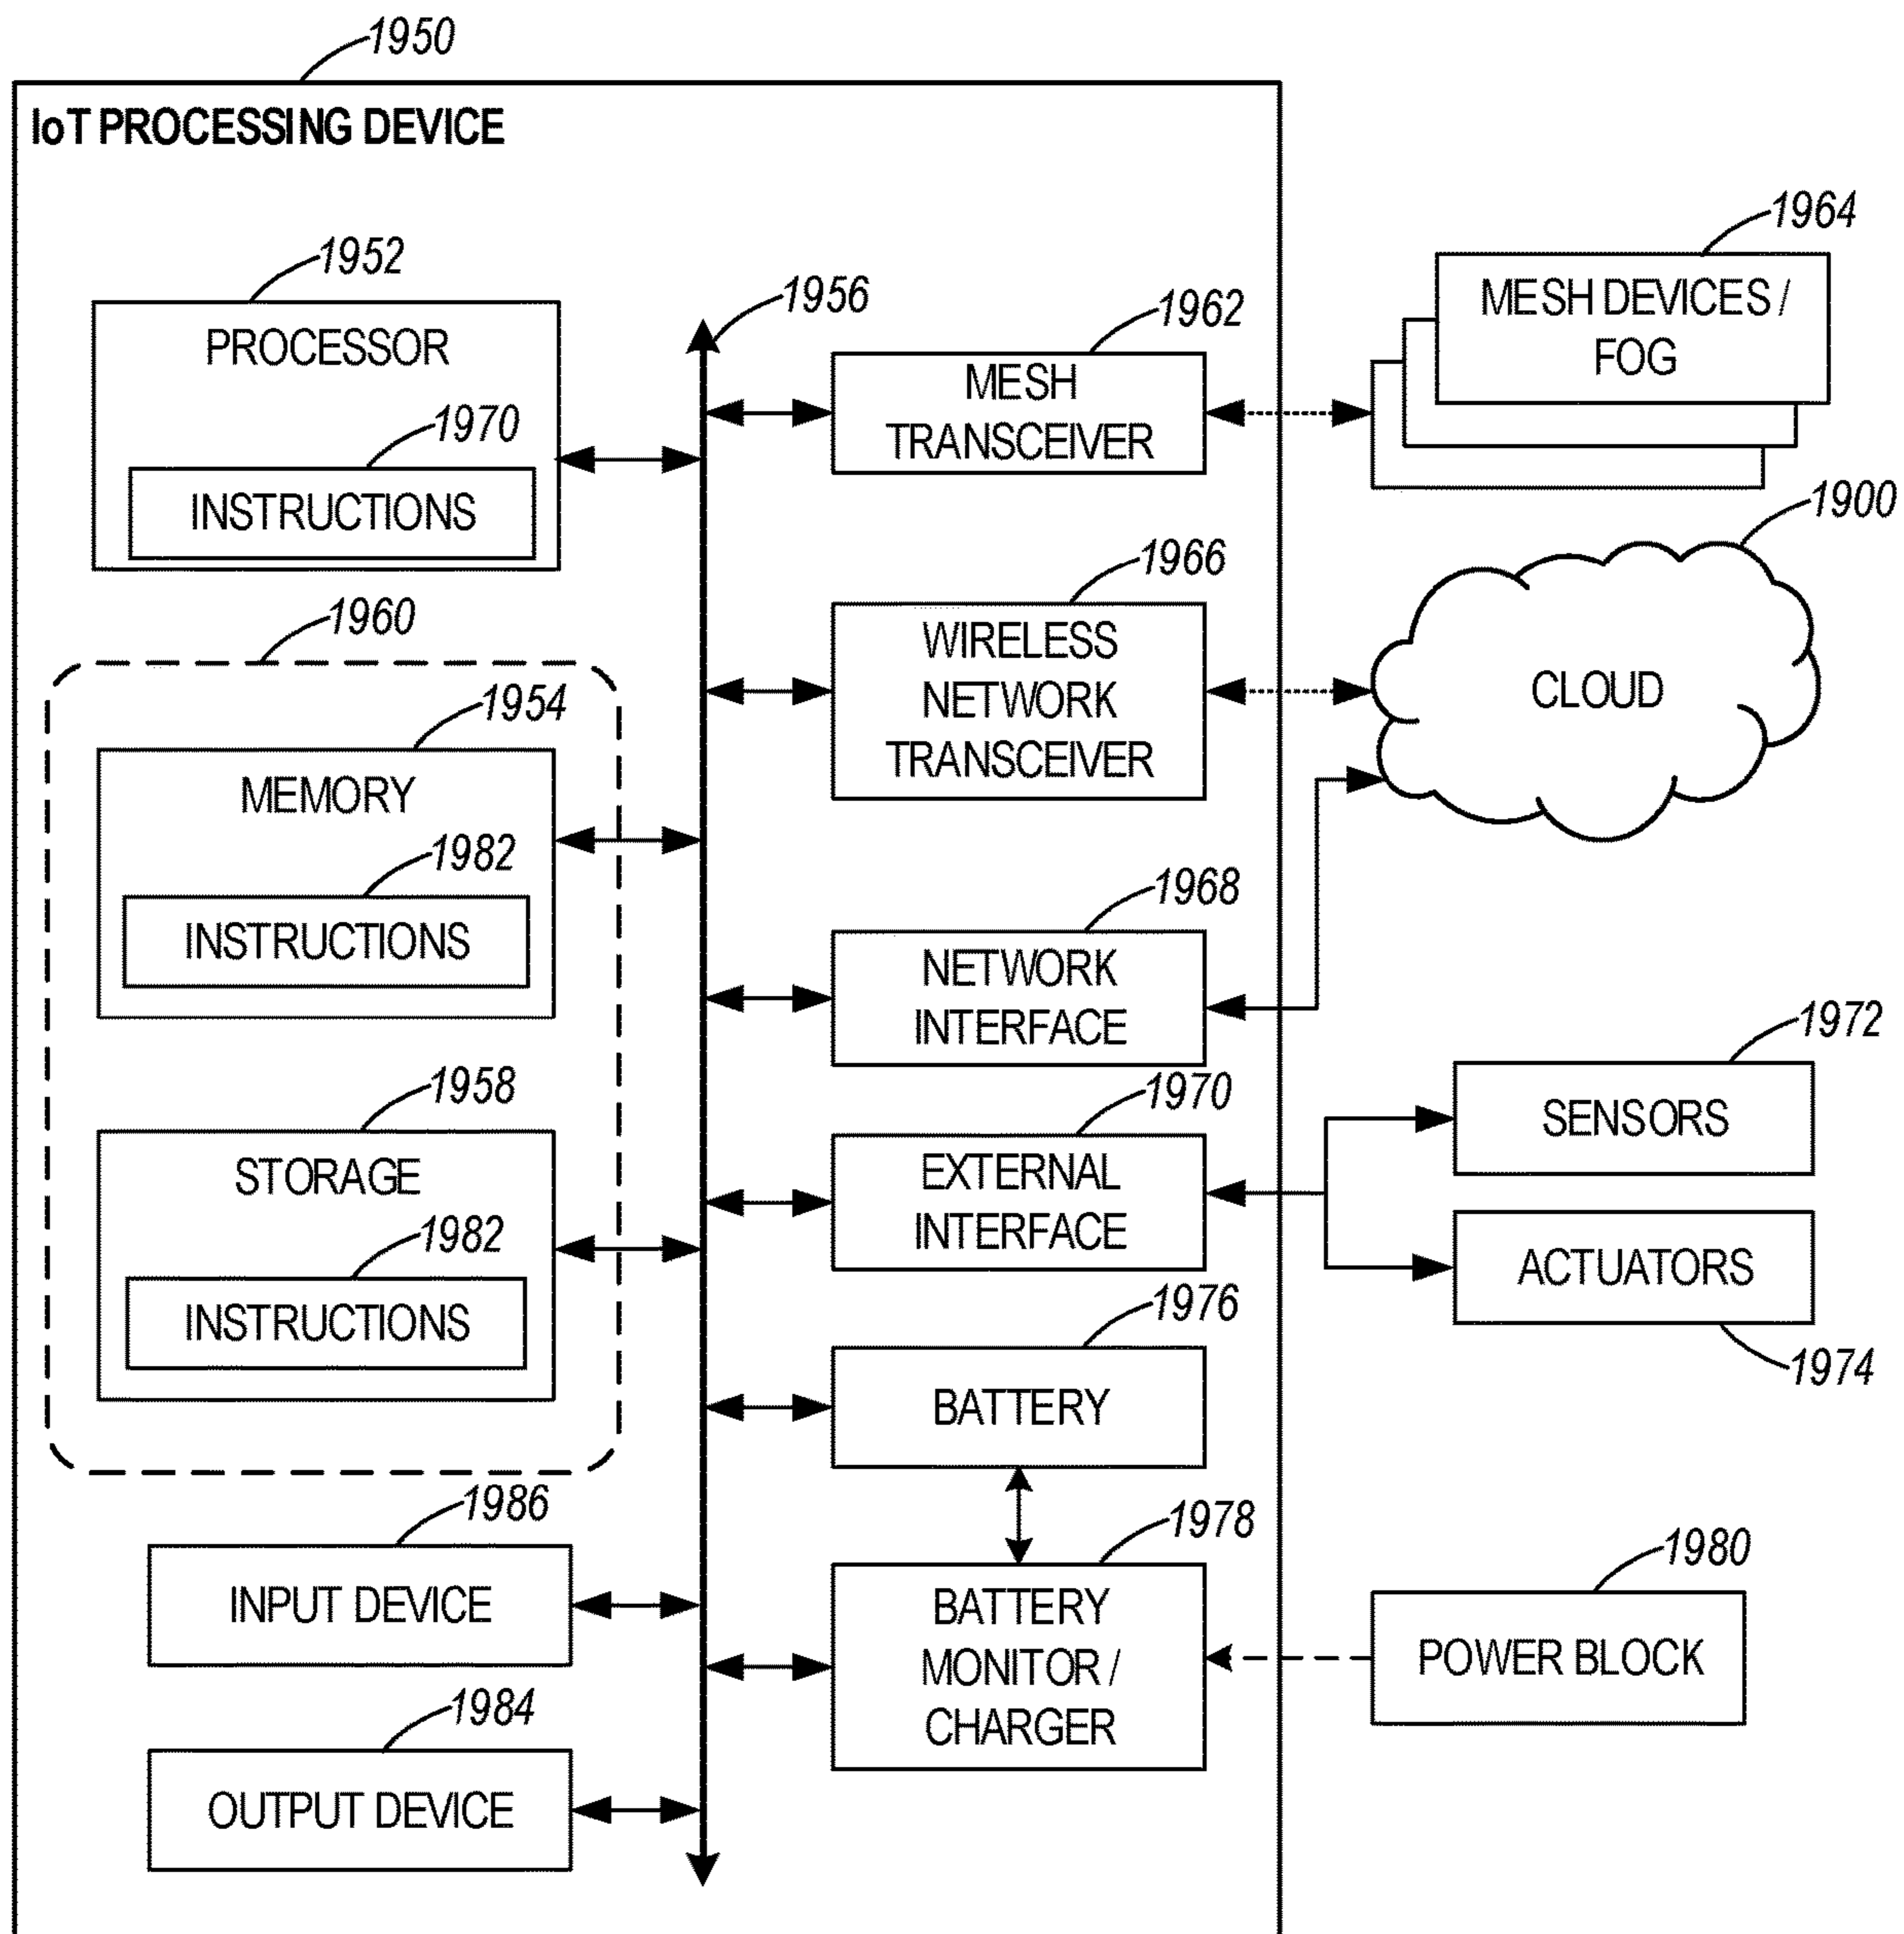 1950
IoT PROCESSING DEVICE
1952
PROCESSOR
1970
INSTRUCTIONS
1960
1954
MEMORY
1982
INSTRUCTIONS
1958
STORAGE
1982
INSTRUCTIONS
1986
INPUT DEVICE
1984
OUTPUT DEVICE
1956
1962
MESH
TRANSCEIVER
1966
WIRELESS
NETWORK
TRANSCEIVER
1968
NETWORK
INTERFACE
1970
EXTERNAL
INTERFACE
1976
BATTERY
1978
BATTERY
MONITOR /
CHARGER
1964
MESH DEVICES /
FOG
1900
CLOUD
1972
SENSORS
ACTUATORS
1974
1980
POWER BLOCK